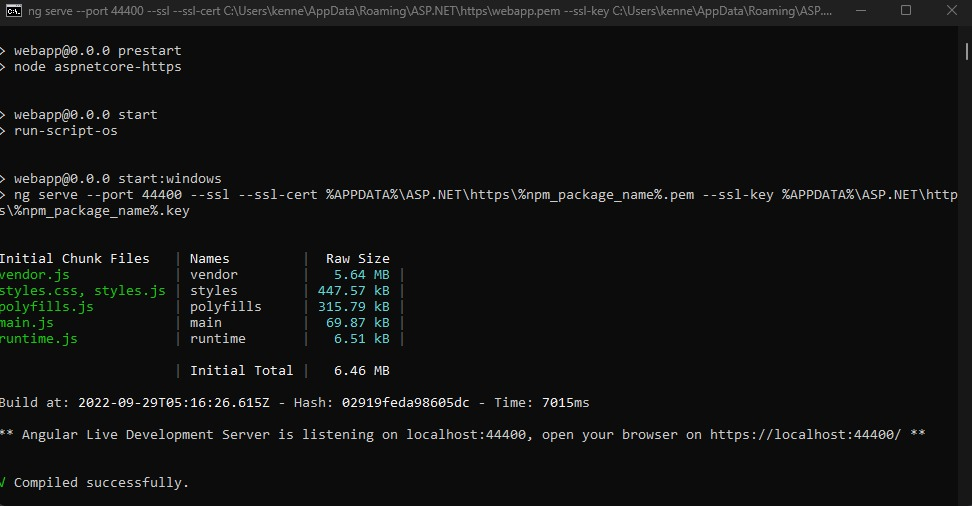 ng serve --port 44400 --ssl --ssl-cert C:\Users\kenne\AppData\Roaming\ASP.NET\https\webapp.pem --ssl-key C:\Users\kenne\AppData\Roaming\ASP....
> webapp@0.0.0 prestart
> node aspnetcore-https
> webapp@0.0.0 start
> run-script-os
> webapp@0.0.0 start:windows
> ng serve --port 44400 --ssl --ssl-cert %APPDATA%\ASP.NET\https\%npm_package_name%.pem --ssl-key %APPDATA%\ASP.NET\http
s\%npm_package_name%.key
Initial Chunk Files | Names | Raw Size
vendor.js | vendor | 5.64 MB |
styles.css, styles.js | styles | 447.57 kB |
polyfills.js | polyfills | 315.79 kB |
main.js | main | 69.87 kB |
runtime.js | runtime | 6.51 kB |
| Initial Total | 6.46 MB
Build at: 2022-09-29T05:16:26.615Z - Hash: 02919feda98605dc - Time: 7015ms
** Angular Live Development Server is listening on localhost:44400, open your browser on https://localhost:44400/ **
√ Compiled successfully.